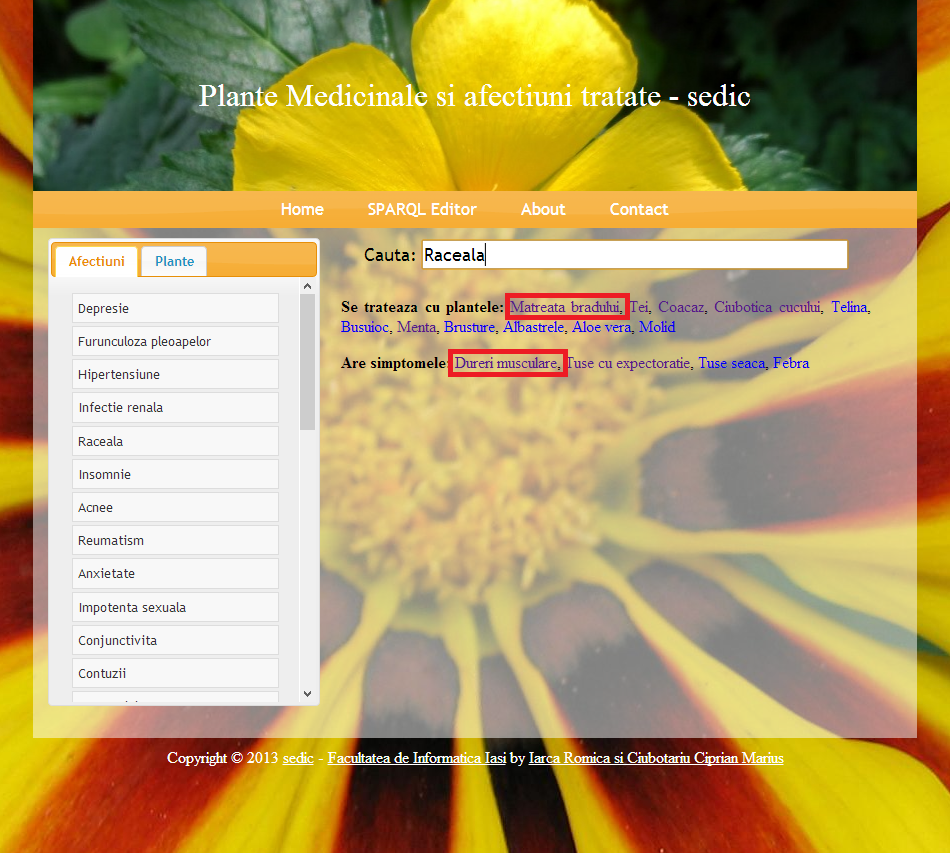 Plante Medicinale si afectiuni tratate - sedic
Home SPARQL Editor About Contact
Afectiuni Plante
Cauta: Raceala
Depresie
Furunculoza pleoapelor
Hipertensiune
Infectie renala
Raceala
Insomnie
Acnee
Reumatism
Anxietate
Impotenta sexuala
Conjunctivita
Contuzii
Se trateaza cu plantele: Matreata bradului, Tei, Coacaz, Ciubotica cucului, Telina,
Busuioc, Menta, Brusture, Albastrele, Aloe vera, Molid
Are simptomele: Dureri musculare, Tuse cu expectoratie, Tuse seaca, Febra
Copyright © 2013 sedic - Facultatea de Informatica Iasi by Iarca Romica si Ciubotariu Ciprian Marius